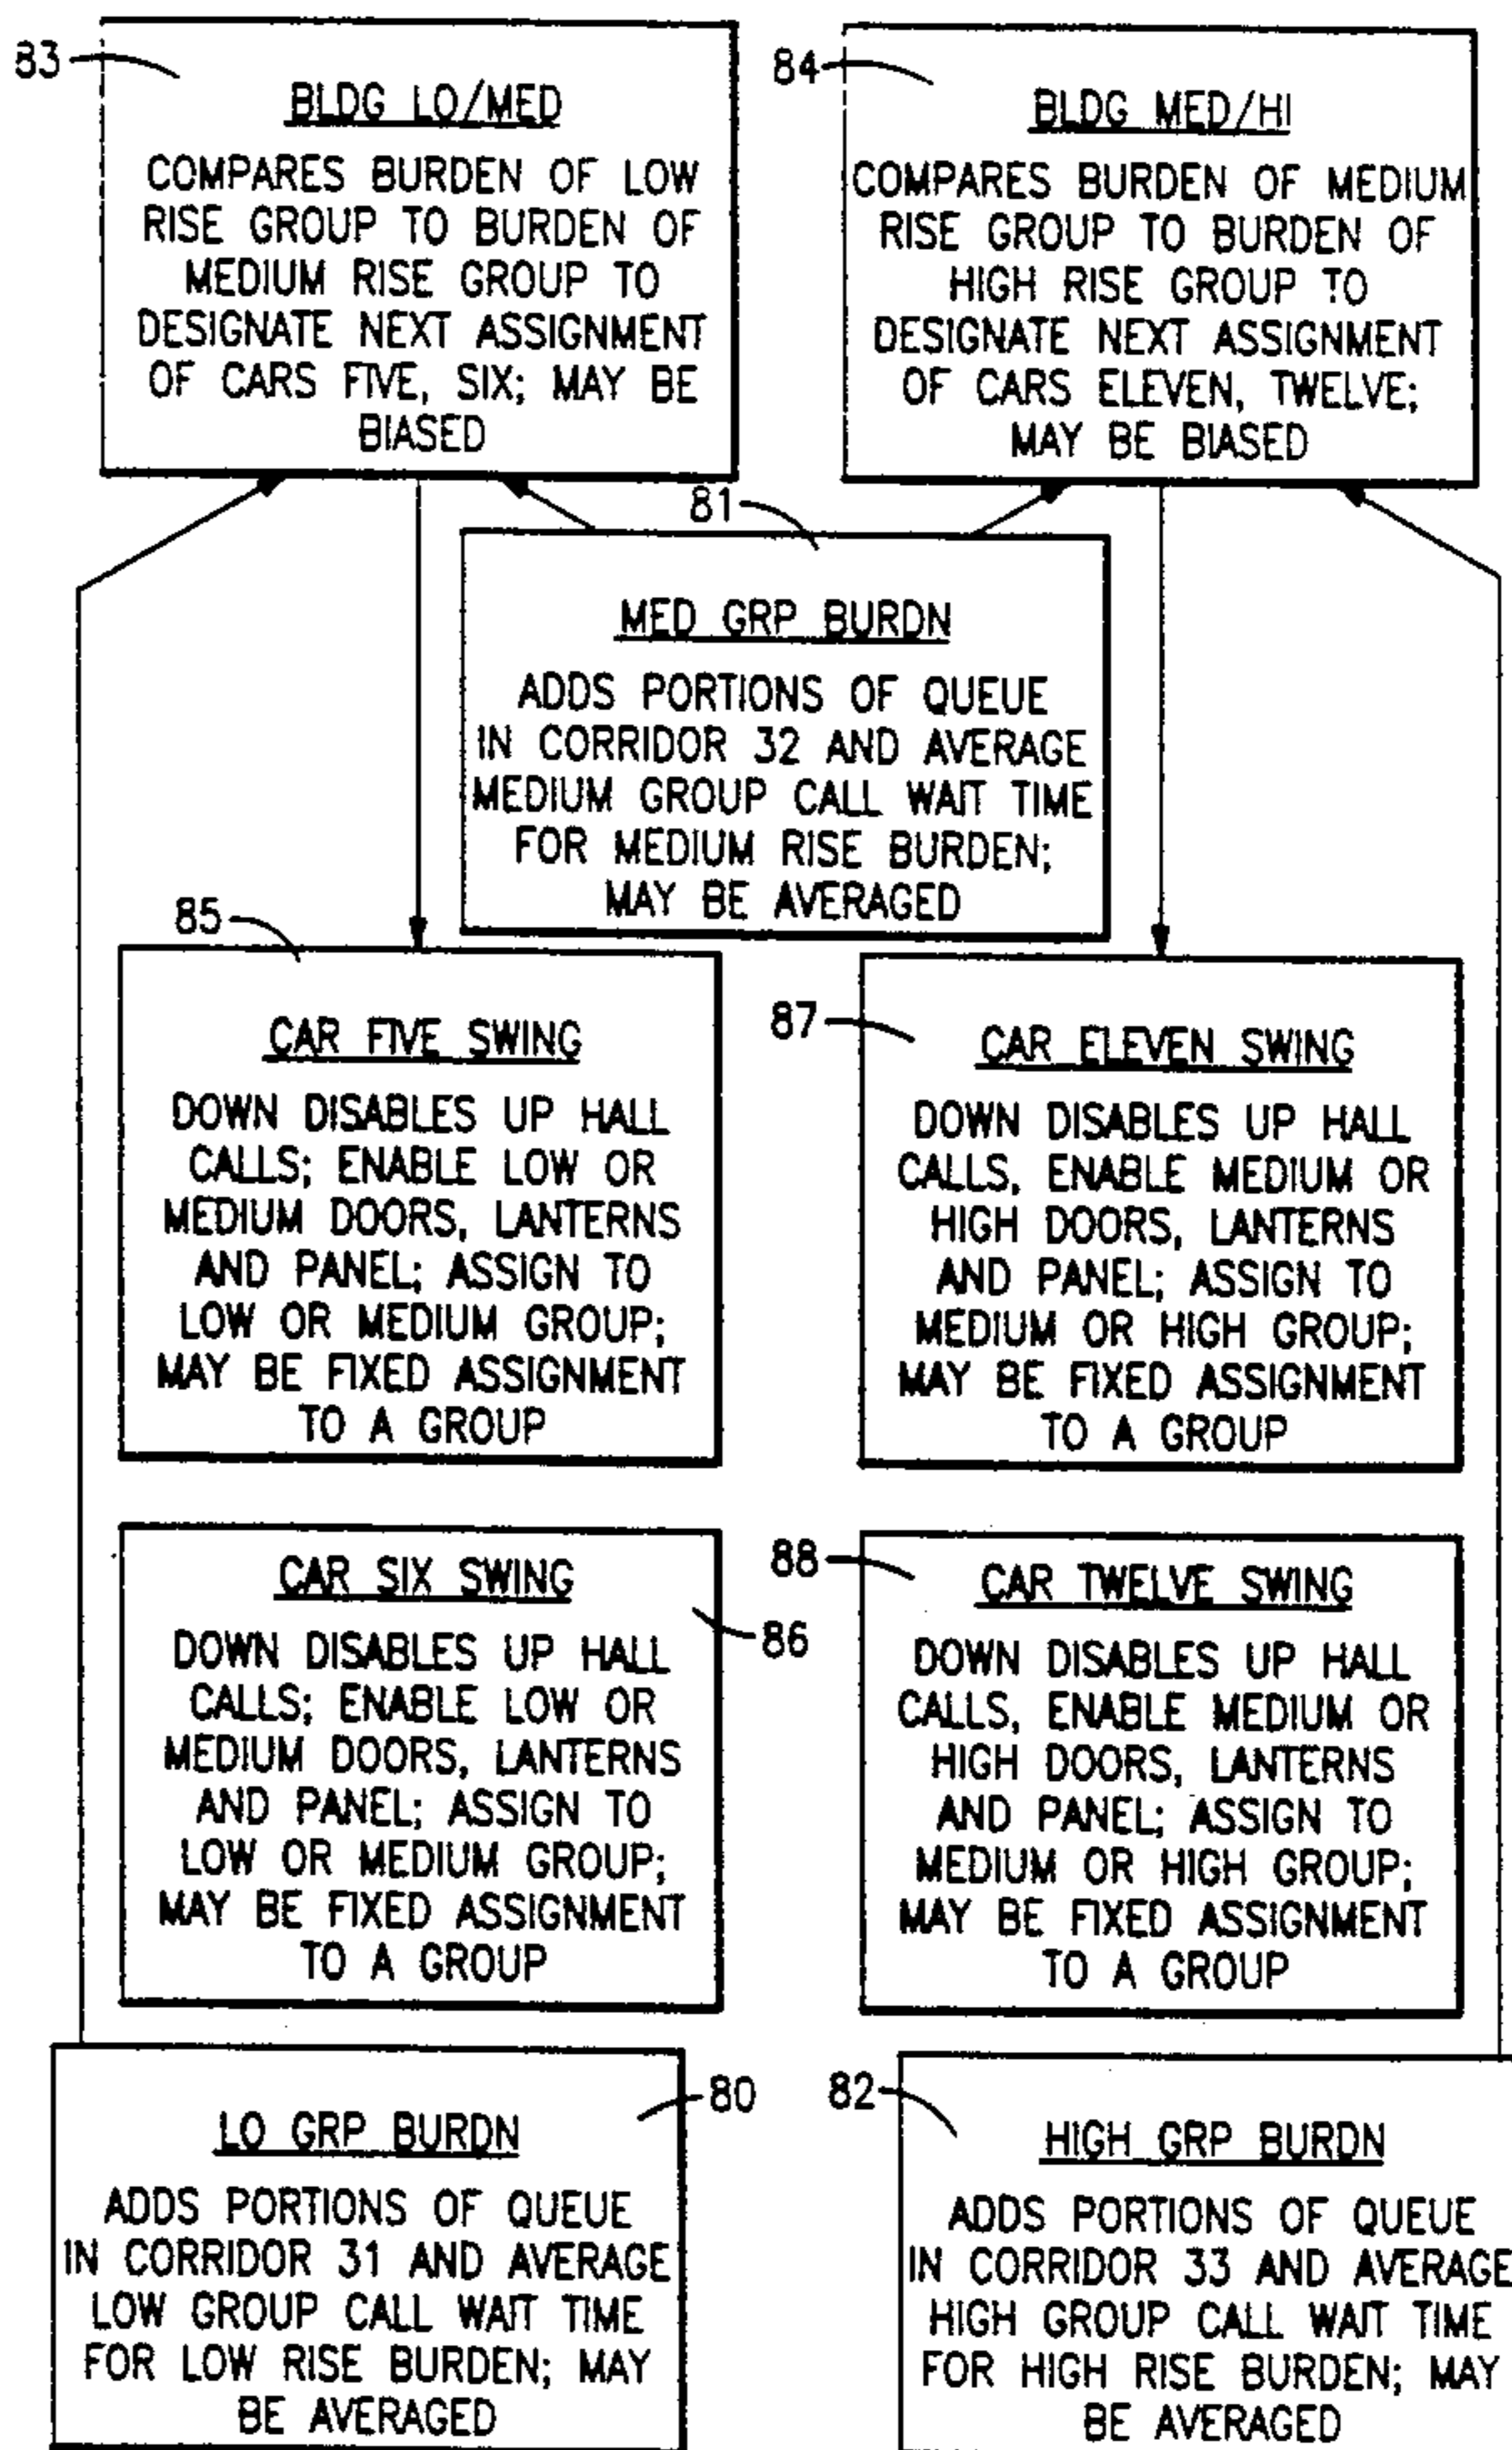 83
BLDG LO/MED
COMPARES BURDEN OF LOW
RISE GROUP TO BURDEN OF
MEDIUM RISE GROUP TO
DESIGNATE NEXT ASSIGNMENT
OF CARS FIVE, SIX; MAY BE
BIASED
84
BLDG MED/HI
COMPARES BURDEN OF MEDIUM
RISE GROUP TO BURDEN OF
HIGH RISE GROUP TO
DESIGNATE NEXT ASSIGNMENT
OF CARS ELEVEN, TWELVE;
MAY BE BIASED
81
MED GRP BURDN
ADDS PORTIONS OF QUEUE
IN CORRIDOR 32 AND AVERAGE
MEDIUM GROUP CALL WAIT TIME
FOR MEDIUM RISE BURDEN;
MAY BE AVERAGED
85
CAR FIVE SWING
DOWN DISABLES UP HALL
CALLS; ENABLE LOW OR
MEDIUM DOORS, LANTERNS
AND PANEL; ASSIGN TO
LOW OR MEDIUM GROUP;
MAY BE FIXED ASSIGNMENT
TO A GROUP
87
CAR ELEVEN SWING
DOWN DISABLES UP HALL
CALLS, ENABLE MEDIUM OR
HIGH DOORS, LANTERNS
AND PANEL; ASSIGN TO
MEDIUM OR HIGH GROUP;
MAY BE FIXED ASSIGNMENT
TO A GROUP
CAR SIX SWING
86
DOWN DISABLES UP HALL
CALLS; ENABLE LOW OR
MEDIUM DOORS, LANTERNS
AND PANEL; ASSIGN TO
LOW OR MEDIUM GROUP;
MAY BE FIXED ASSIGNMENT
TO A GROUP
88
CAR TWELVE SWING
DOWN DISABLES UP HALL
CALLS, ENABLE MEDIUM OR
HIGH DOORS, LANTERNS
AND PANEL; ASSIGN TO
MEDIUM OR HIGH GROUP;
MAY BE FIXED ASSIGNMENT
TO A GROUP
80
LO GRP BURDN
ADDS PORTIONS OF QUEUE
IN CORRIDOR 31 AND AVERAGE
LOW GROUP CALL WAIT TIME
FOR LOW RISE BURDEN; MAY
BE AVERAGED
82
HIGH GRP BURDN
ADDS PORTIONS OF QUEUE
IN CORRIDOR 33 AND AVERAGE
HIGH GROUP CALL WAIT TIME
FOR HIGH RISE BURDEN; MAY
BE AVERAGED